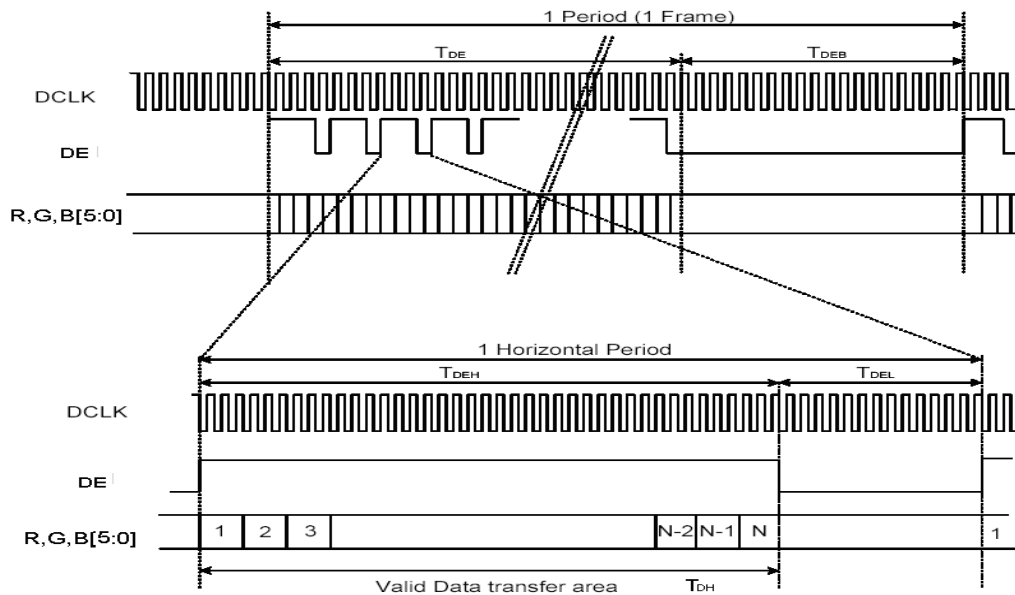 1 Period (1 Frame)
TDE
TDEB
DCLK
DE
R,G,B[5:0]
1 Horizontal Period
TDEH
TDEL
DCLK
DE
R,G,B[5:0]
1 2 3 N-2 N-1 N 1
Valid Data transfer area TDH